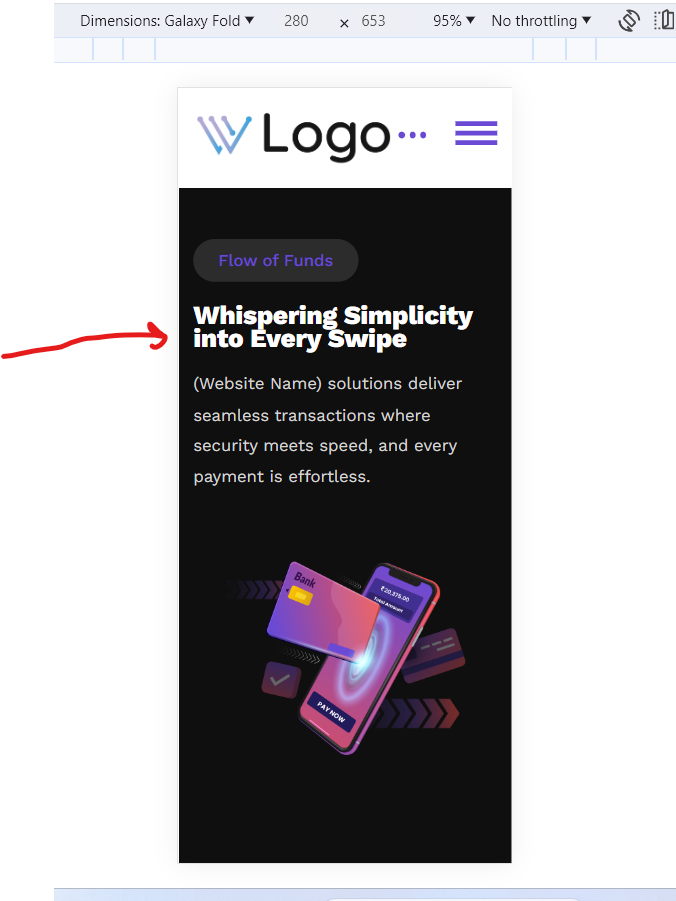 Dimensions: Galaxy Fold ▼ 280 × 653 95% ▼ No throttling ▼
Logo
Flow of Funds
Whispering Simplicity
into Every Swipe
(Website Name) solutions deliver
seamless transactions where
security meets speed, and every
payment is effortless.
Bank
₹20,375.00
Total Amount
PAY NOW